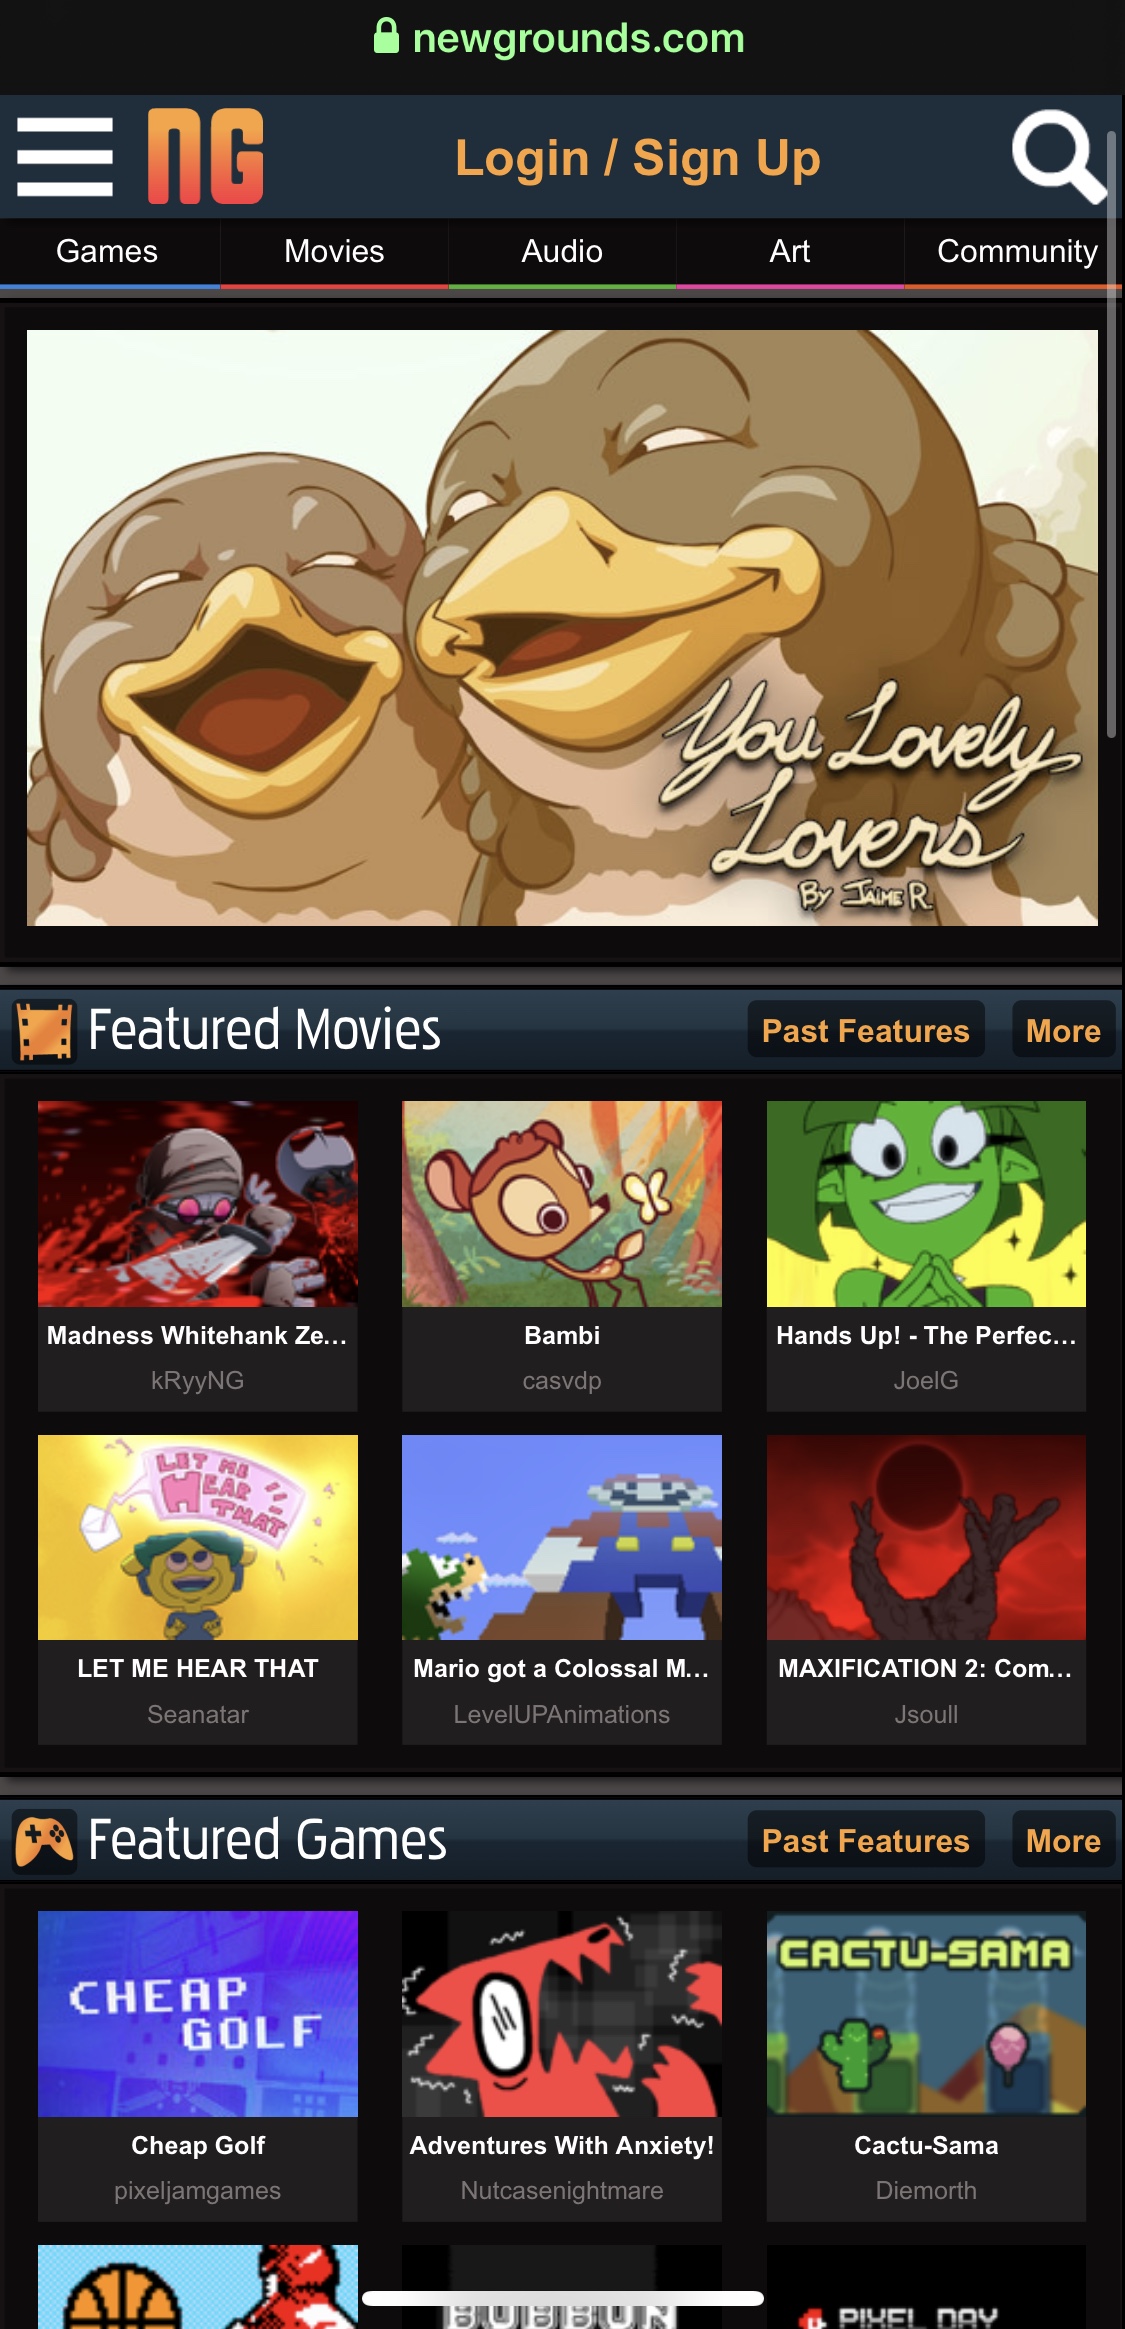 newgrounds.com
NG
Login / Sign Up
Games
Movies
Audio
Art
Community
You Lovely
Lovers
By Jaime R.
Featured Movies
Past Features
More
LET ME
HEAR
THAT
Madness Whitehank Ze...
Bambi
Hands Up! - The Perfec...
kRyyNG
casvdp
JoelG
LET ME HEAR THAT
Mario got a Colossal M...
MAXIFICATION 2: Com...
Seanatar
LevelUPAnimations
Jsoull
Featured Games
Past Features
More
CHEAP
GOLF
CACTU-SAMA
Cheap Golf
Adventures With Anxiety!
Cactu-Sama
pixeljamgames
Nutcasenightmare
Diemorth
PIXEL DAY